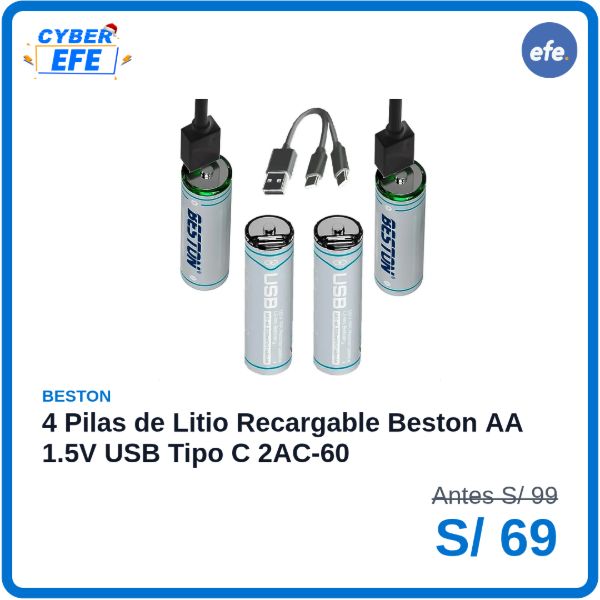 CYBER
EFE
efe.
BESTON
BESTON
USB
USB
BESTON
4 Pilas de Litio Recargable Beston AA
1.5V USB Tipo C 2AC-60
Antes S/ 99
S/ 69